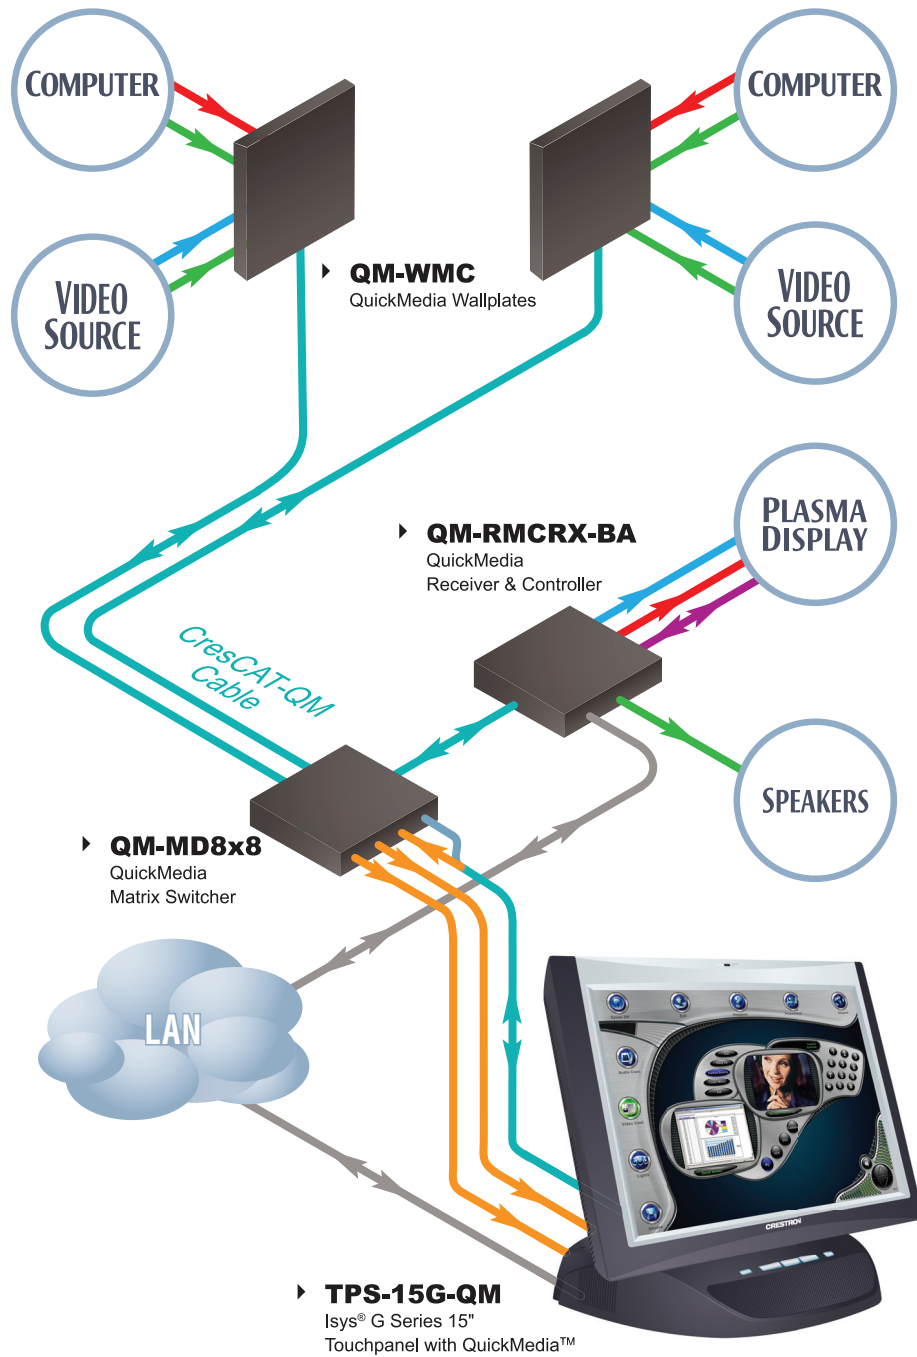 COMPUTER
COMPUTER
VIDEO
SOURCE
QM-WMC
QuickMedia Wallplates
VIDEO
SOURCE
QM-RMCRX-BA
QuickMedia
Receiver & Controller
PLASMA
DISPLAY
CresCAT-QM
Cable
SPEAKERS
QM-MD8x8
QuickMedia
Matrix Switcher
LAN
CRESTRON
TPS-15G-QM
Isys® G Series 15"
Touchpanel with QuickMedia™